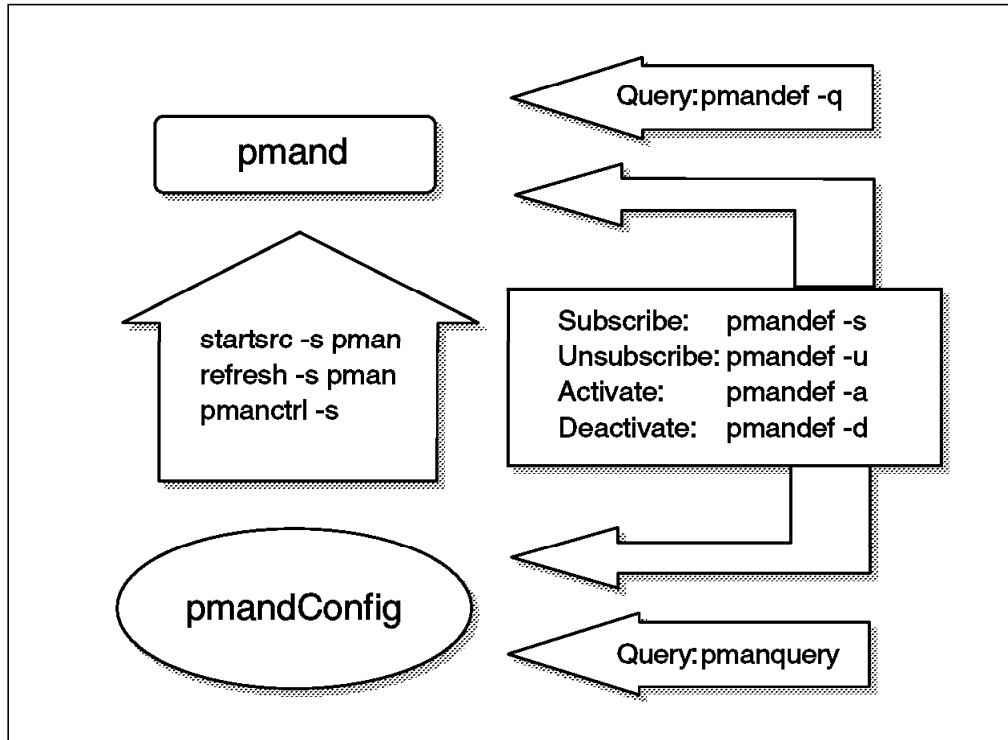 Query:pmandef -q
pmand
startsrc -s pman
refresh -s pman
pmanctrl -s
Subscribe: pmandef -s
Unsubscribe: pmandef -u
Activate: pmandef -a
Deactivate: pmandef -d
pmandConfig
Query:pmanquery